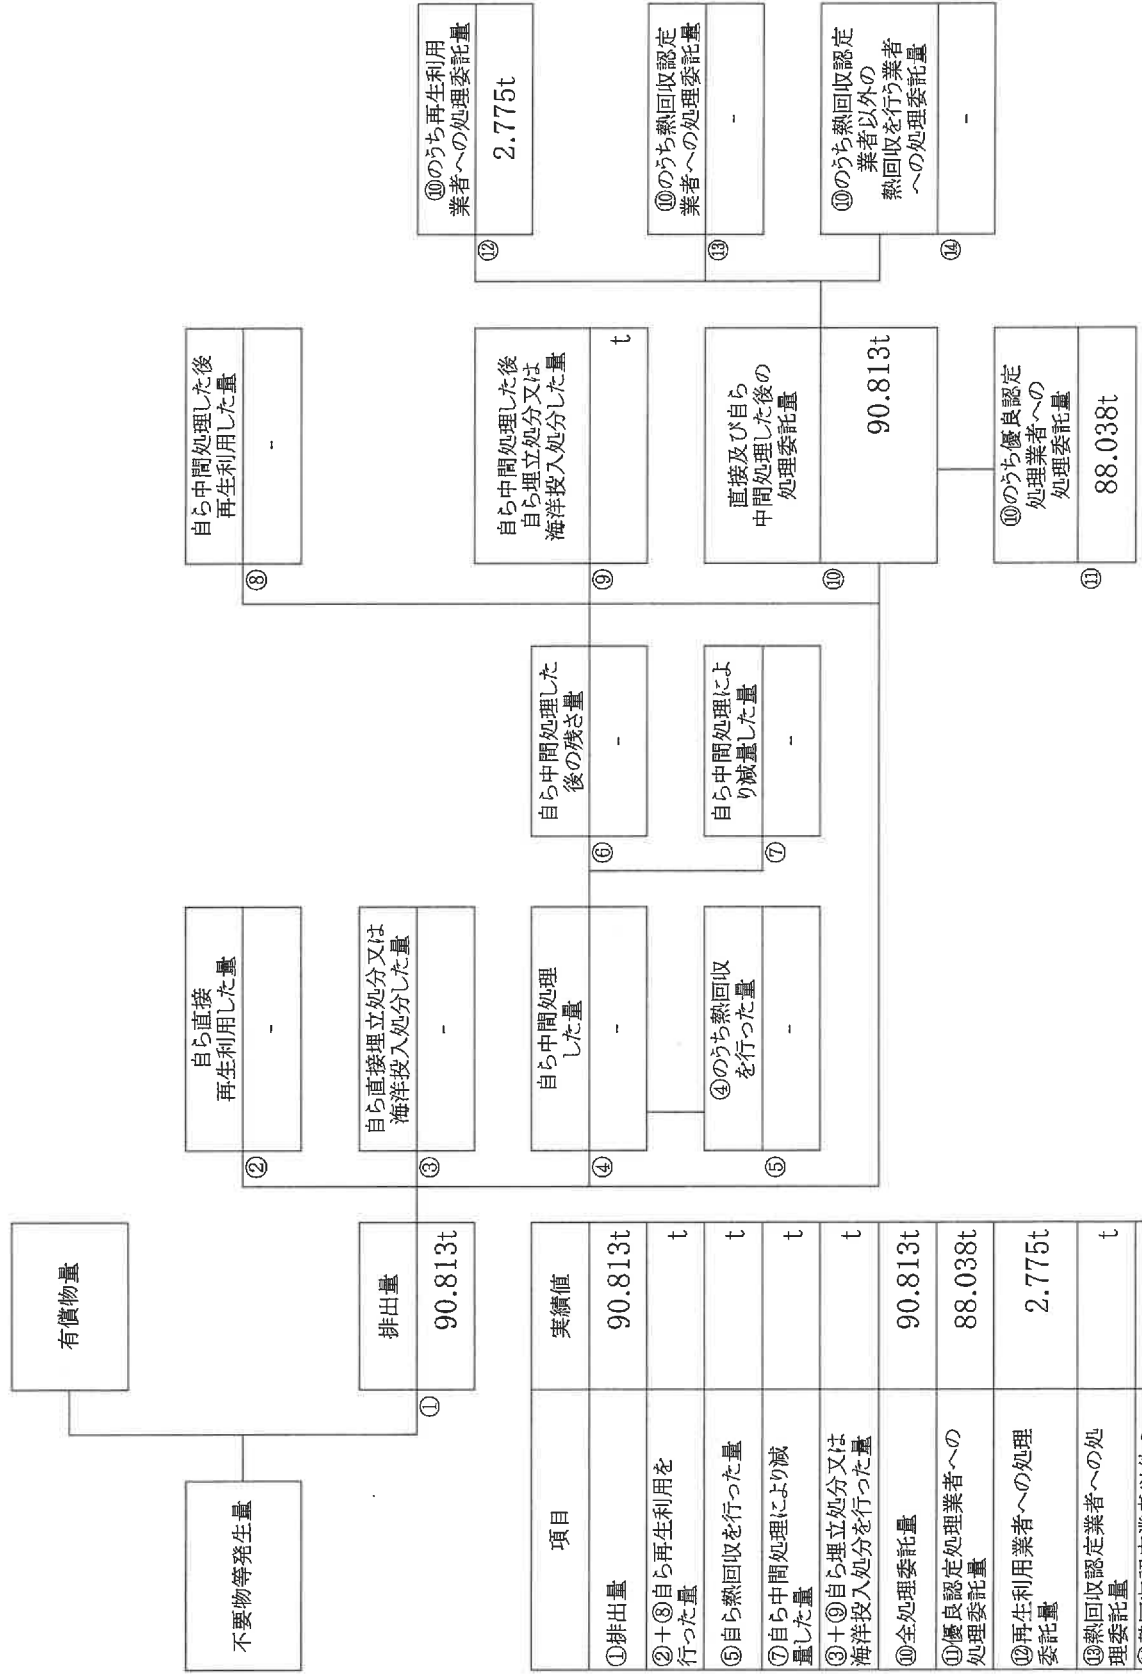 不要物等発生量
有償物量
①
排出量
90.813t
②
自ら直接
再生利用した量
-
③
自ら直接埋立処分又は
海洋投入処分した量
-
④
自ら中間処理
した量
-
⑤
④のうち熱回収
を行った量
-
⑥
自ら中間処理した
後の残さ量
-
⑦
自ら中間処理によ
り減量した量
-
⑧
自ら中間処理した後
再生利用した量
-
⑨
自ら中間処理した後
自ら埋立処分又は
海洋投入処分した量
t
⑩
直接及び自ら
中間処理した後の
処理委託量
90.813t
⑪
⑩のうち優良認定
処理業者への
処理委託量
88.038t
⑫
⑩のうち再生利用
業者への処理委託量
2.775t
⑬
⑩のうち熱回収認定
業者への処理委託量
-
⑭
⑩のうち熱回収認定
業者以外の
熱回収を行う業者
への処理委託量
-
項目 実績値
①排出量 90.813t
②+⑧自ら再生利用を
行った量 t
⑤自ら熱回収を行った量 t
⑦自ら中間処理により減
量した量 t
③+⑨自ら埋立処分又は
海洋投入処分を行った量 t
⑩全処理委託量 90.813t
⑪優良認定処理業者への
処理委託量 88.038t
⑫再生利用業者への処理
委託量 2.775t
⑬熱回収認定業者への処
理委託量 t